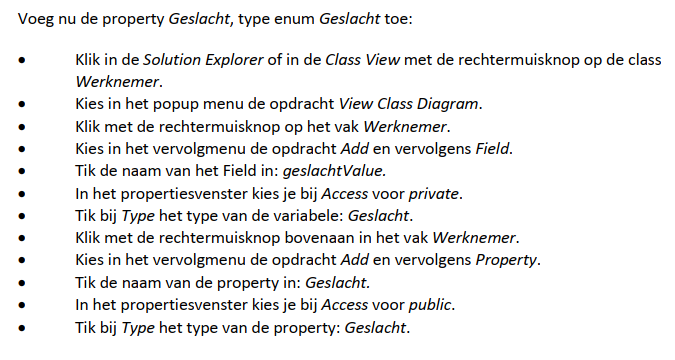 Voeg nu de property Geslacht, type enum Geslacht toe:
• Klik in de Solution Explorer of in de Class View met de rechtermuisknop op de class
Werknemer.
• Kies in het popup menu de opdracht View Class Diagram.
• Klik met de rechtermuisknop op het vak Werknemer.
• Kies in het vervolgmenu de opdracht Add en vervolgens Field.
• Tik de naam van het Field in: geslachtValue.
• In het propertiesvenster kies je bij Access voor private.
• Tik bij Type het type van de variabele: Geslacht.
• Klik met de rechtermuisknop bovenaan in het vak Werknemer.
• Kies in het vervolgmenu de opdracht Add en vervolgens Property.
• Tik de naam van de property in: Geslacht.
• In het propertiesvenster kies je bij Access voor public.
• Tik bij Type het type van de property: Geslacht.